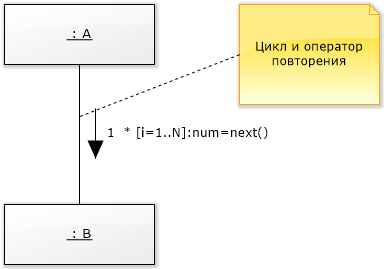 : A
Цикл и оператор
повторения
1 * [i=1..N]:num=next()
: B